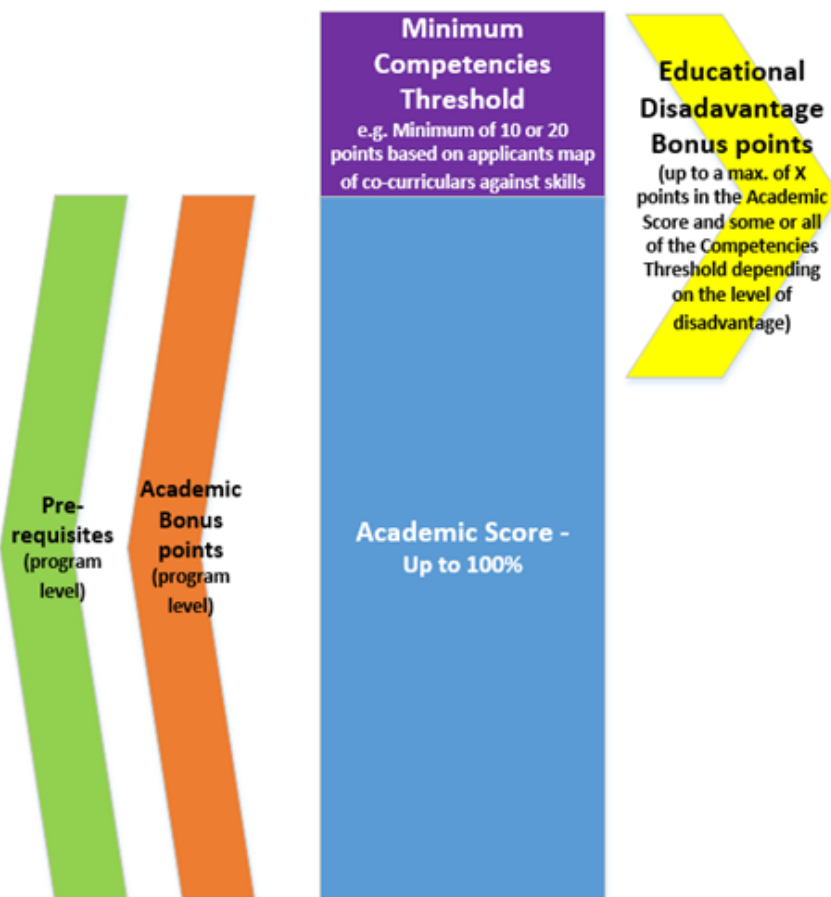 Minimum
Competencies
Threshold
e.g. Minimum of 10 or 20
points based on applicants map
of co-curriculars against skills
Educational
Disadavantage
Bonus points
(up to a max. of X
points in the Academic
Score and some or all
of the Competencies
Threshold depending
on the level of
disadvantage)
Pre-
requisites
(program
level)
Academic
Bonus
points
(program
level)
Academic Score -
Up to 100%